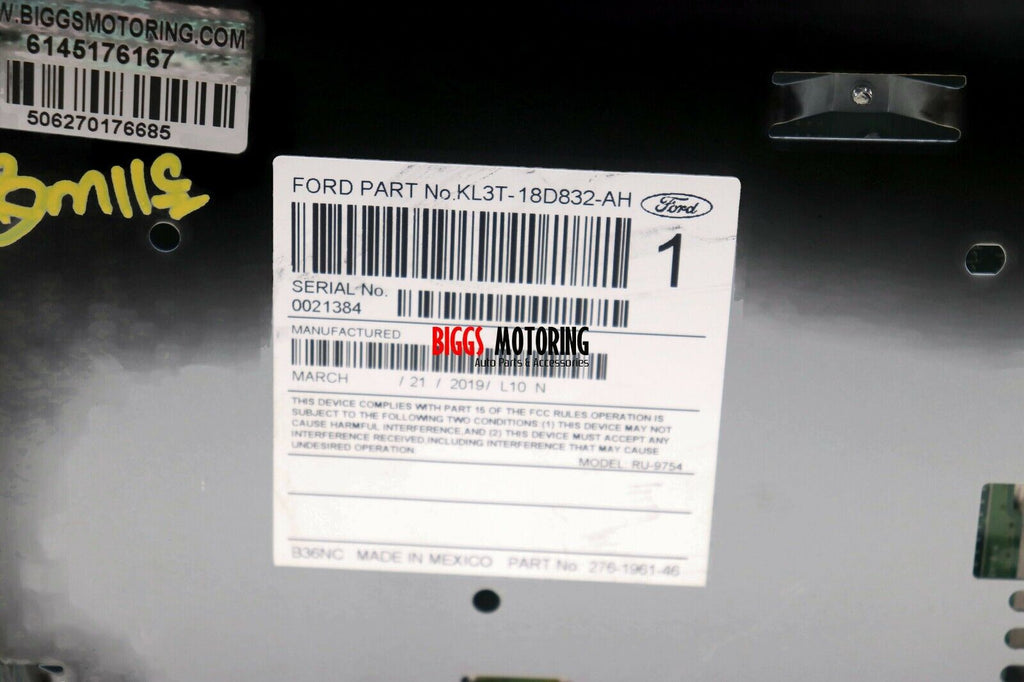 W.BIGGSMOTORING.COM
6145176167
506270176685
FORD PART No.KL3T-18D832-AH
Ford
1
SERIAL No.
0021384
MANUFACTURED
BIGGS MOTORING
Auto Parts & Accessories
MARCH / 21 / 2019/ L10 N
THIS DEVICE COMPLIES WITH PART 15 OF THE FCC RULES.OPERATION IS
SUBJECT TO THE FOLLOWING TWO CONDITIONS:(1) THIS DEVICE MAY NOT
CAUSE HARMFUL INTERFERENCE,AND (2) THIS DEVICE MUST ACCEPT ANY
INTERFERENCE RECEIVED,INCLUDING INTERFERENCE THAT MAY CAUSE
UNDESIRED OPERATION
MODEL: RU-9754
B36NC MADE IN MEXICO PART No. 276-1961-46